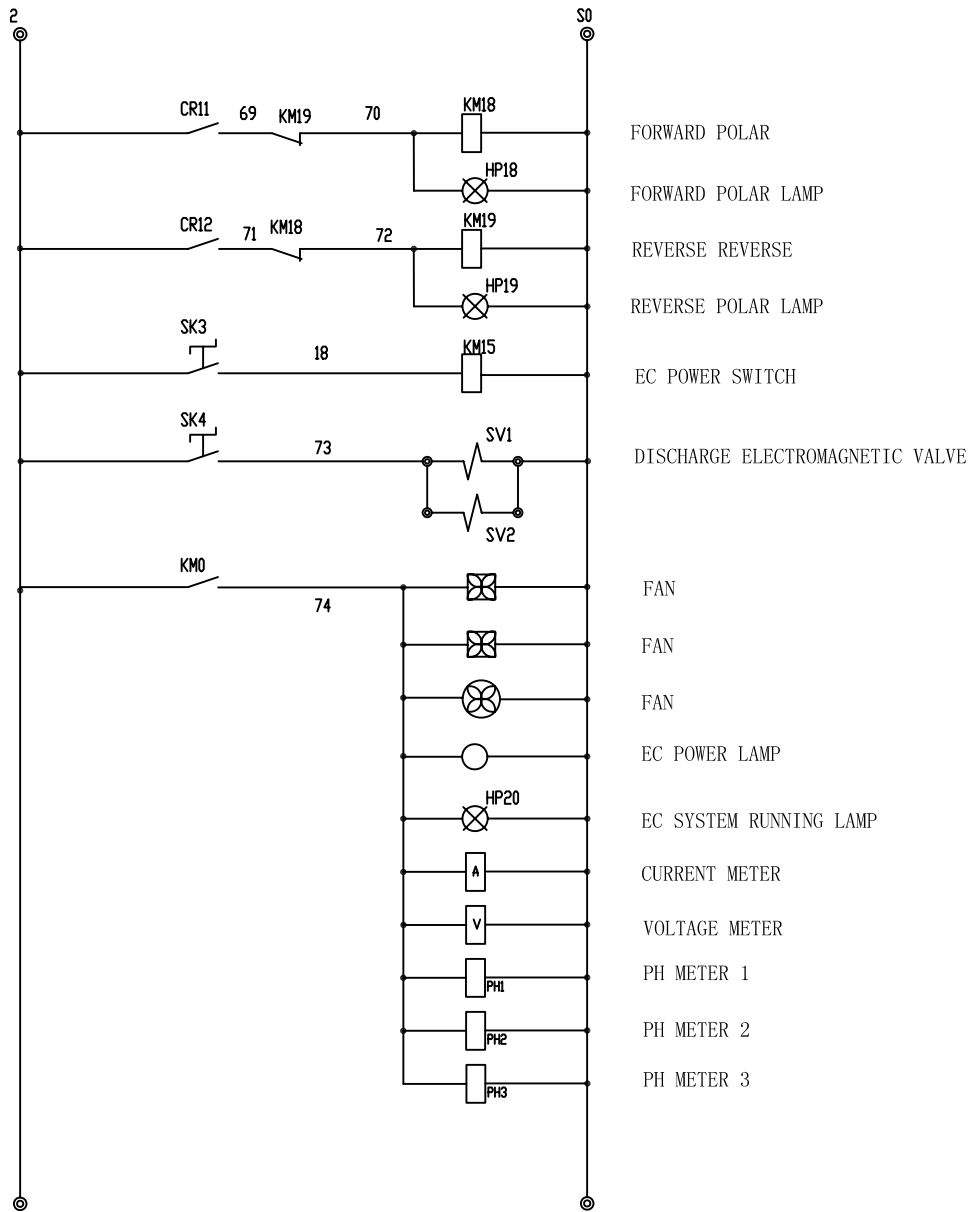 2 S0
CR11 69 KM19 70 KM18
FORWARD POLAR
HP18
FORWARD POLAR LAMP
CR12 71 KM18 72 KM19
REVERSE REVERSE
HP19
REVERSE POLAR LAMP
SK3 18 KM15
EC POWER SWITCH
SK4 73 SV1
DISCHARGE ELECTROMAGNETIC VALVE
SV2
KM0
74
FAN
FAN
FAN
EC POWER LAMP
HP20
EC SYSTEM RUNNING LAMP
A CURRENT METER
V VOLTAGE METER
PH1 PH METER 1
PH2 PH METER 2
PH3 PH METER 3